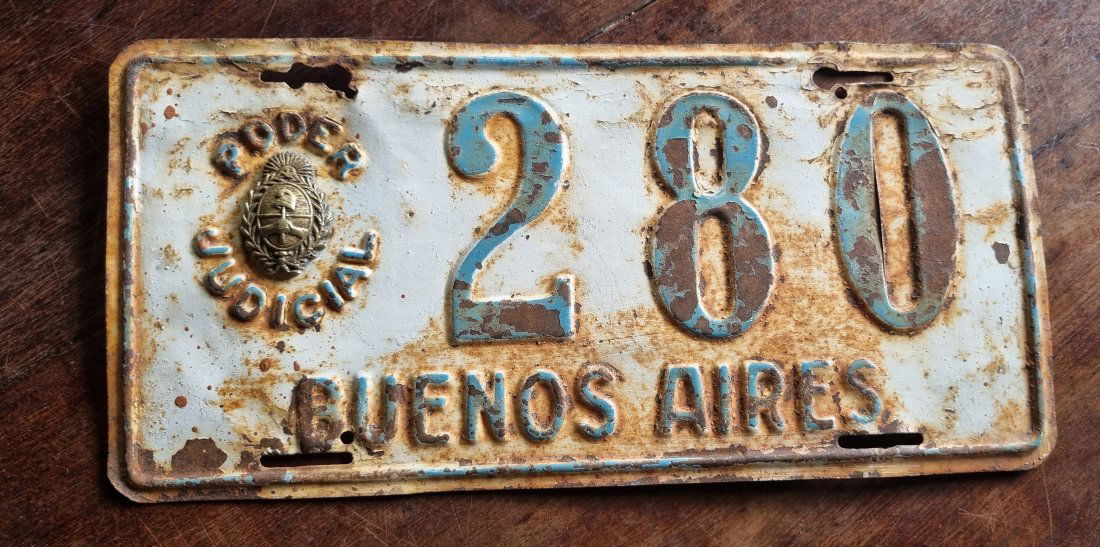 PODER
JUDICIAL
280
BUENOS AIRES